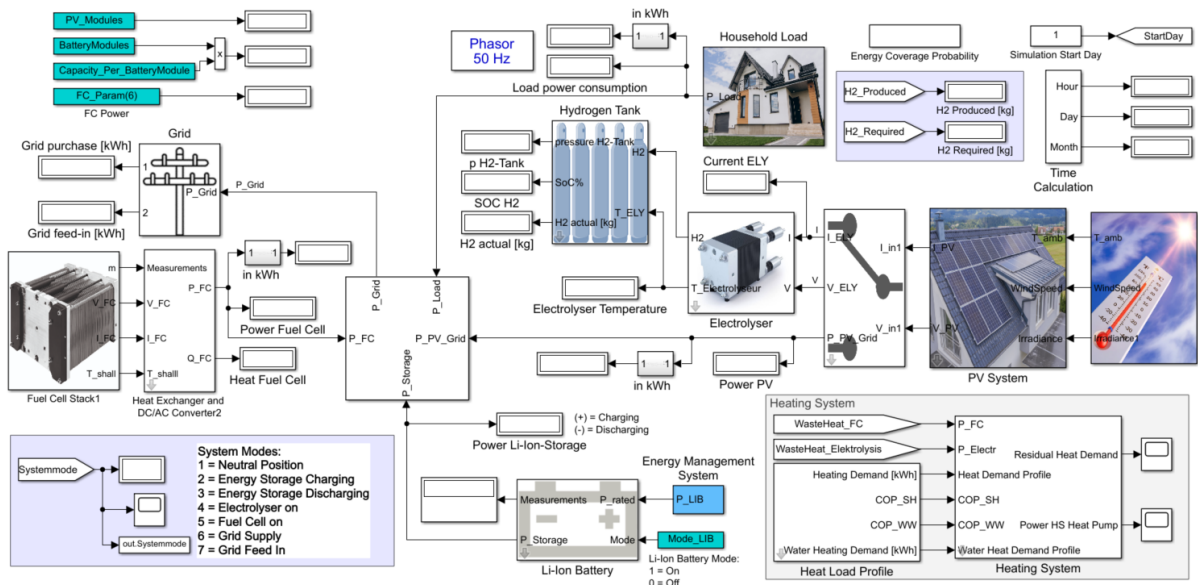 PV_Modules
BatteryModules
x
Capacity_Per_BatteryModule
FC_Param(6)
FC Power
Phasor
50 Hz
in kWh
1 1
Load power consumption
Household Load
P_Load
Energy Coverage Probability
1
Simulation Start Day
StartDay
H2_Produced
H2 Produced [kg]
H2_Required
H2 Required [kg]
Hour
Day
Month
Time
Calculation
Grid
Grid purchase [kWh]
1
P_Grid
P_Grid
2
Grid feed-in [kWh]
Hydrogen Tank
pressure H2-Tank
H2
p H2-Tank
SoC%
SOC H2
T_ELY
H2 actual [kg]
H2 actual [kg]
Current ELY
H2
I
I
I_ELY
T_Electrolyseur
V
V
V_ELY
Electrolyser
Electrolyser Temperature
I_in1
V_in1
P_PV_Grid
I_PV
V_PV
T_amb
WindSpeed
Irradiance
PV System
T_amb
WindSpeed
Irradiance1
m
V_FC
I_FC
T_shall
Fuel Cell Stack1
Measurements
P_FC
V_FC
I_FC
Q_FC
T_shalll
Heat Exchanger and
DC/AC Converter2
1 1
in kWh
Power Fuel Cell
Heat Fuel Cell
P_Grid
P_Load
P_FC
P_PV_Grid
P_Storage
1 1
in kWh
Power PV
Power Li-Ion-Storage
(+) = Charging
(-) = Discharging
Systemmode
out.Systemmode
System Modes:
1 = Neutral Position
2 = Energy Storage Charging
3 = Energy Storage Discharging
4 = Electrolyser on
5 = Fuel Cell on
6 = Grid Supply
7 = Grid Feed In
Energy Management
System
P_LIB
Measurements
P_rated
P_Storage
Mode
Mode_LIB
Li-Ion Battery
Li-Ion Battery Mode:
1 = On
0 = Off
Heating System
WasteHeat_FC
WasteHeat_Elektrolysis
Heating Demand [kWh]
COP_SH
COP_WW
Water Heating Demand [kWh]
Heat Load Profile
P_FC
P_Electr
Heat Demand Profile
COP_SH
COP_WW
Water Heat Demand Profile
Residual Heat Demand
Power HS Heat Pump
Heating System